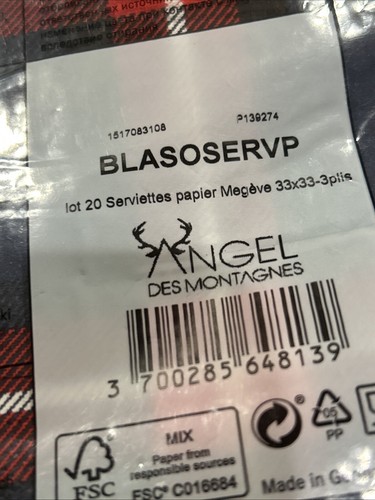 1517083108 P139274
BLASOSERVP
lot 20 Serviettes papier Megève 33x33-3plis
ANGEL
DES MONTAGNES
3 700285 648139
MIX
Paper from
responsible sources
FSC
FSC® C016684
®
05
PP
Made in